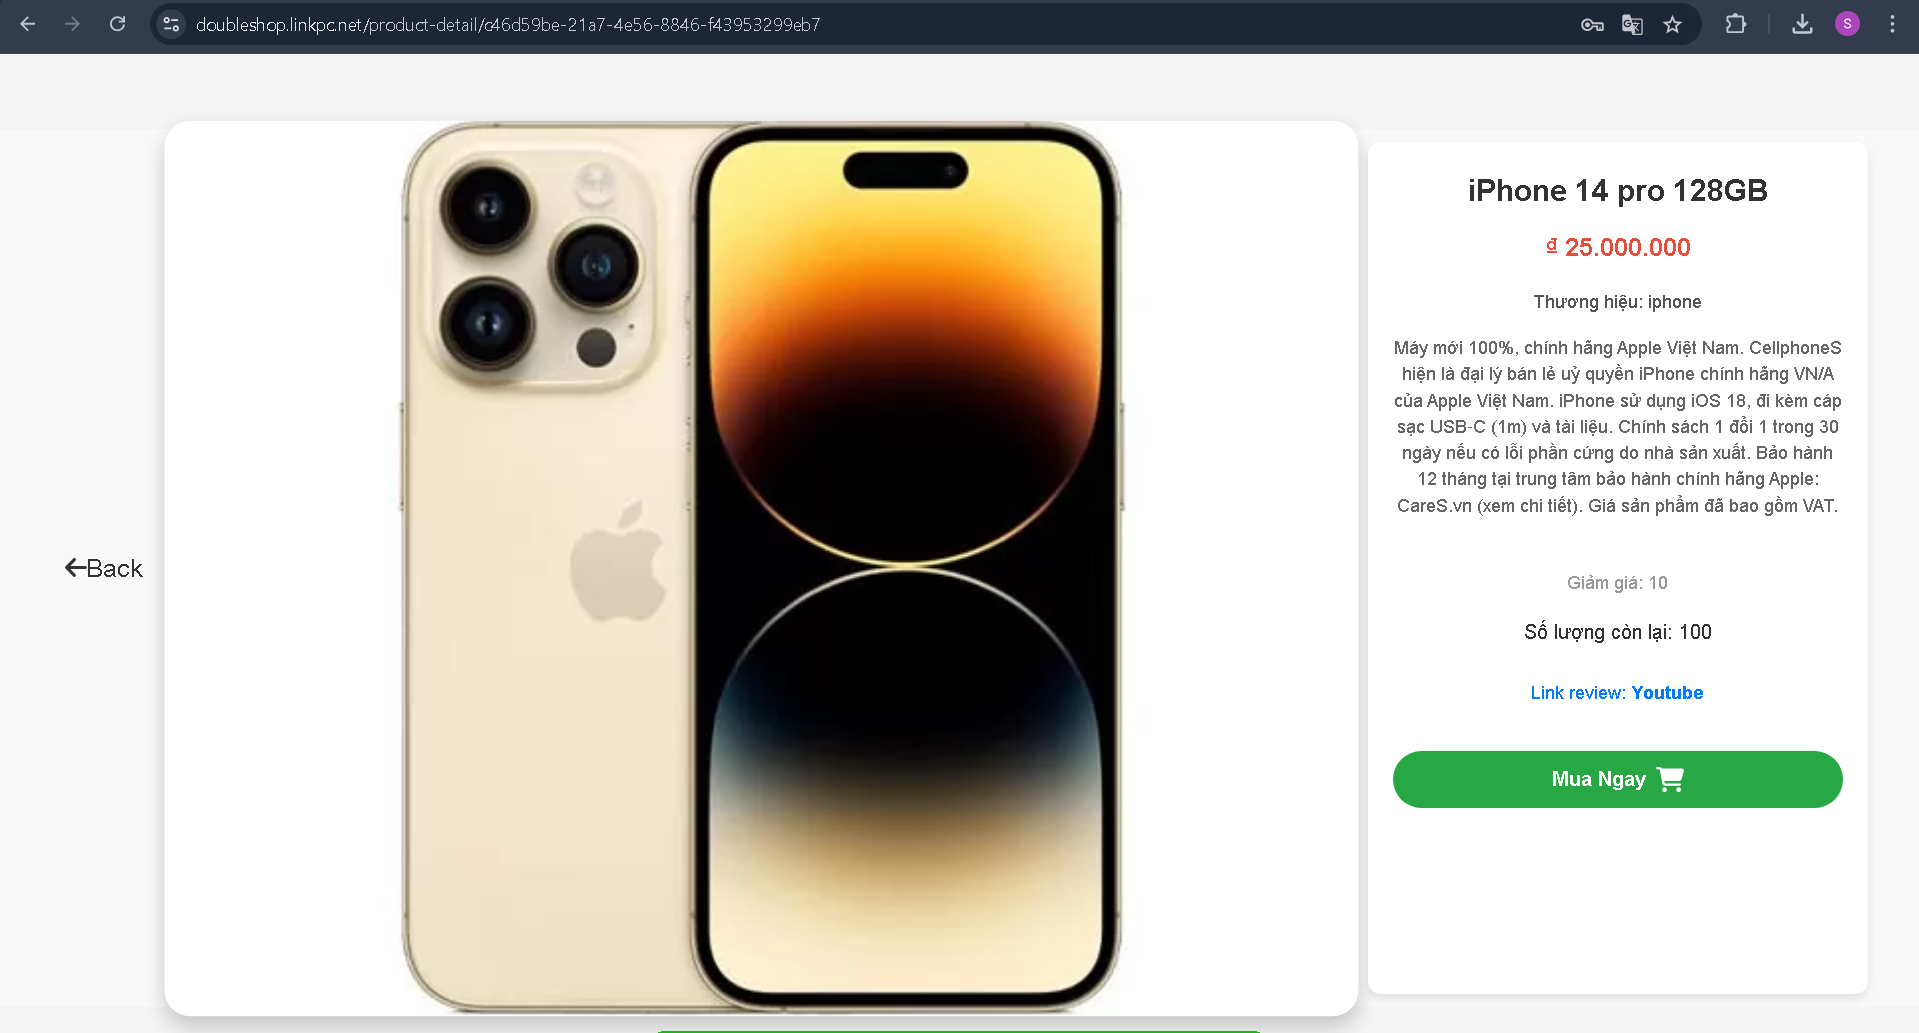 doubleshop.linkpc.net/product-detail/c46d59be-21a7-4e56-8846-f43953299eb7
S
←Back
iPhone 14 pro 128GB
₫ 25.000.000
Thương hiệu: iphone
Máy mới 100%, chính hãng Apple Việt Nam. CellphoneS
hiện là đại lý bán lẻ uỷ quyền iPhone chính hãng VN/A
của Apple Việt Nam. iPhone sử dụng iOS 18, đi kèm cáp
sạc USB-C (1m) và tài liệu. Chính sách 1 đổi 1 trong 30
ngày nếu có lỗi phần cứng do nhà sản xuất. Bảo hành
12 tháng tại trung tâm bảo hành chính hãng Apple:
CareS.vn (xem chi tiết). Giá sản phẩm đã bao gồm VAT.
Giảm giá: 10
Số lượng còn lại: 100
Link review: Youtube
Mua Ngay